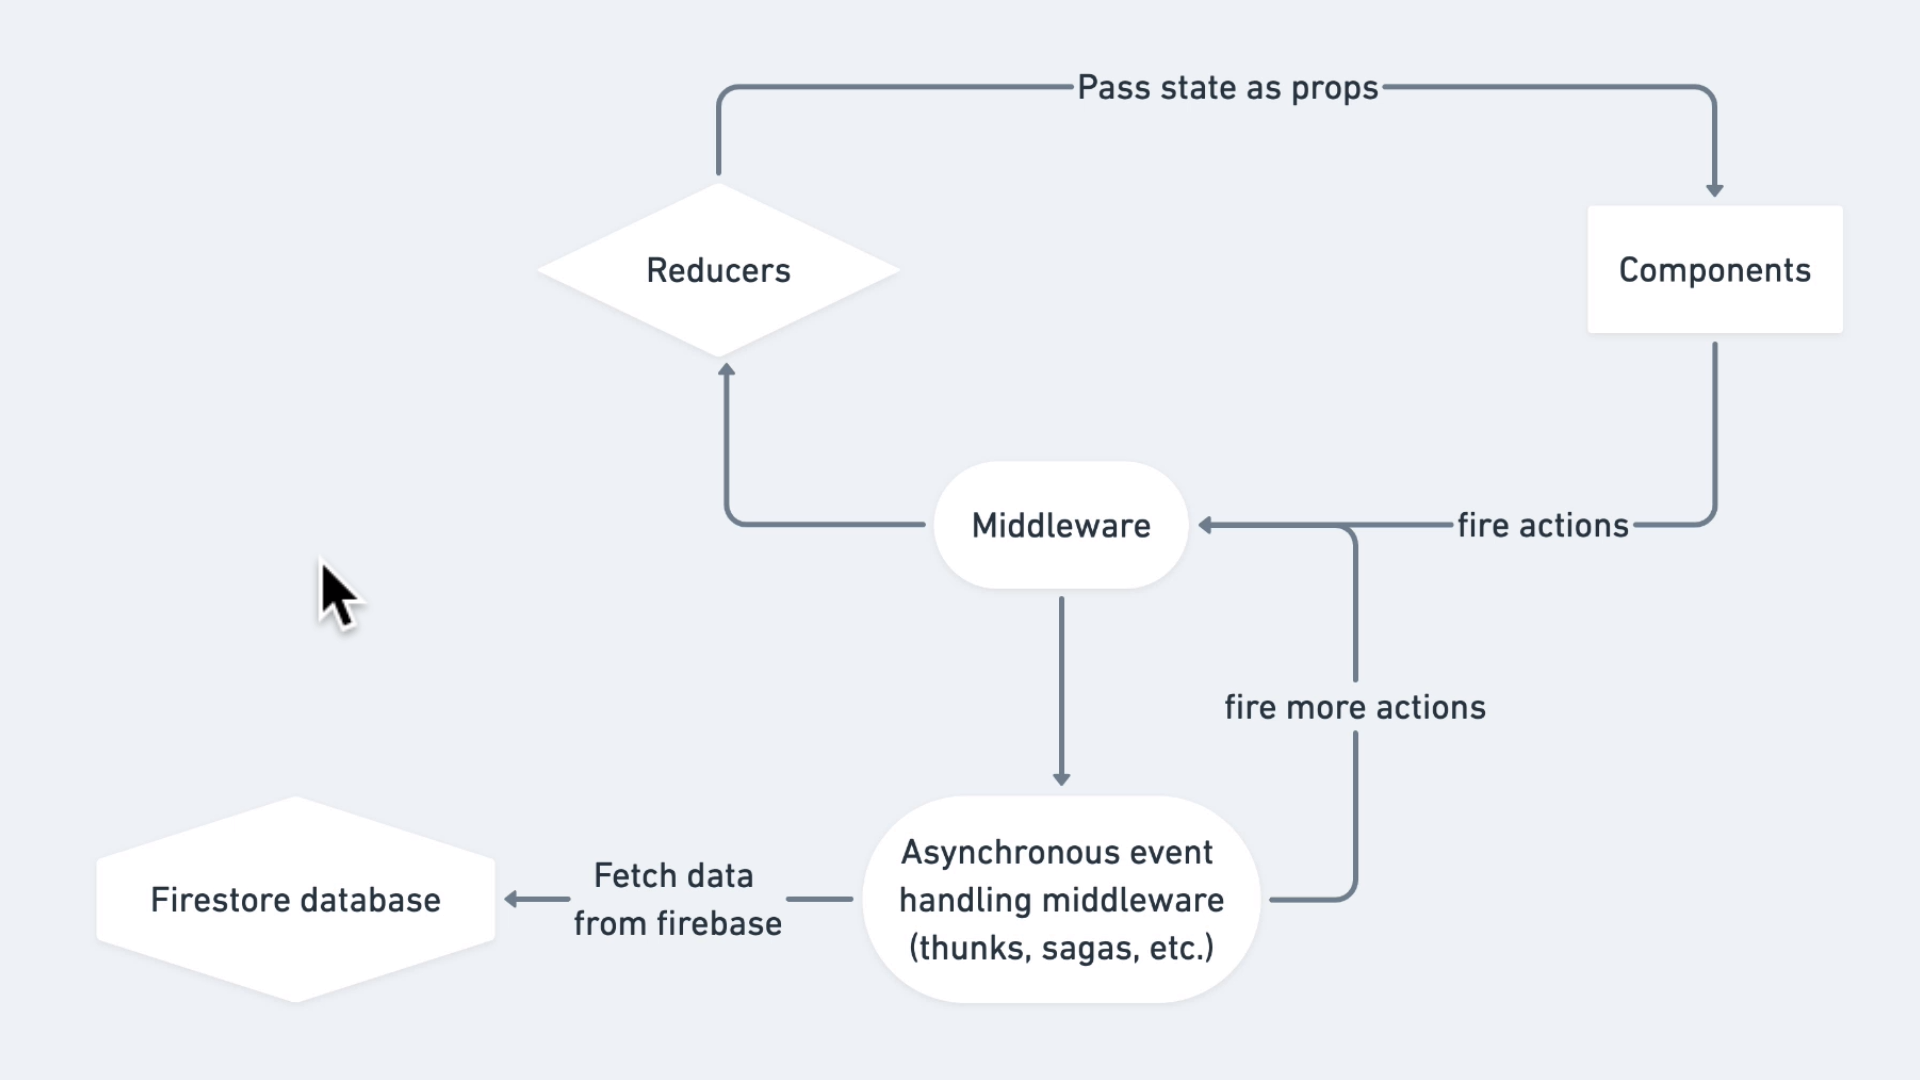 Pass state as props
Reducers
Components
Middleware
fire actions
fire more actions
Firestore database
Fetch data
from firebase
Asynchronous event
handling middleware
(thunks, sagas, etc.)